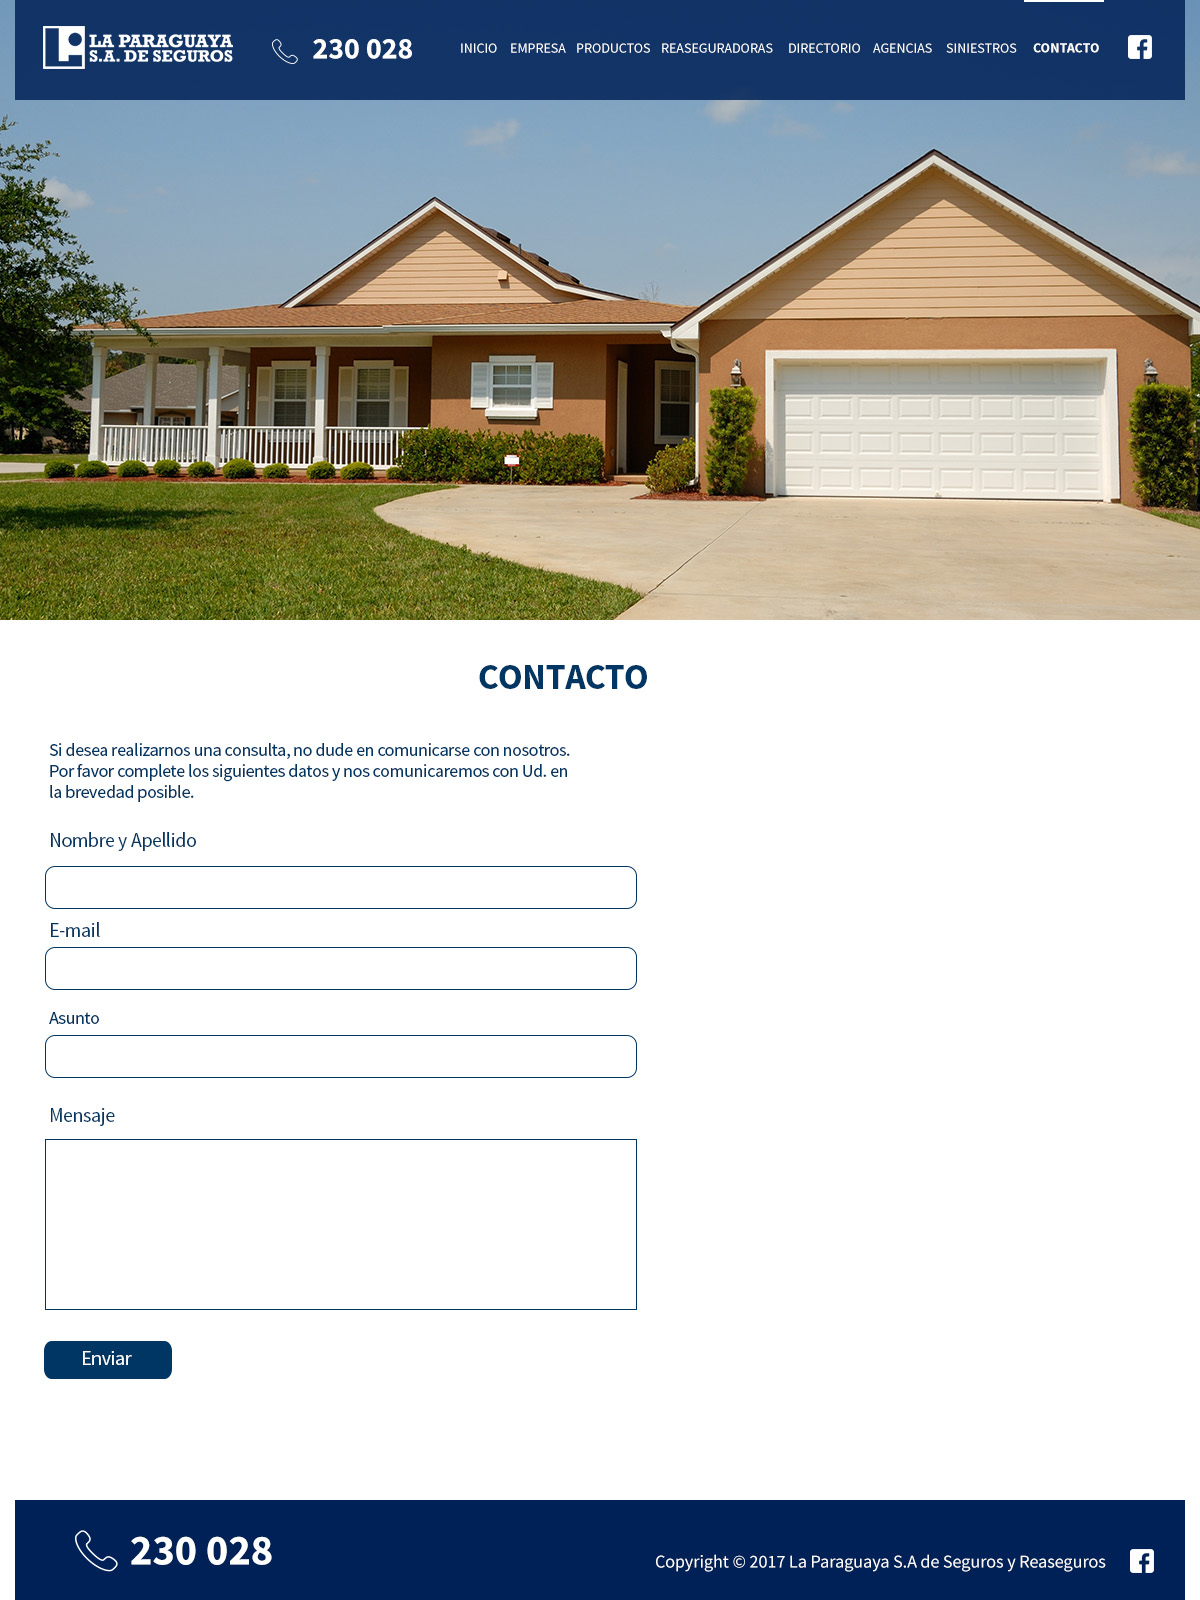 LA PARAGUAYA
S.A. DE SEGUROS
230 028
INICIO EMPRESA PRODUCTOS REASEGURADORAS DIRECTORIO AGENCIAS SINIESTROS CONTACTO
CONTACTO
Si desea realizarnos una consulta, no dude en comunicarse con nosotros.
Por favor complete los siguientes datos y nos comunicaremos con Ud. en
la brevedad posible.
Nombre y Apellido
E-mail
Asunto
Mensaje
Enviar
230 028
Copyright © 2017 La Paraguaya S.A de Seguros y Reaseguros